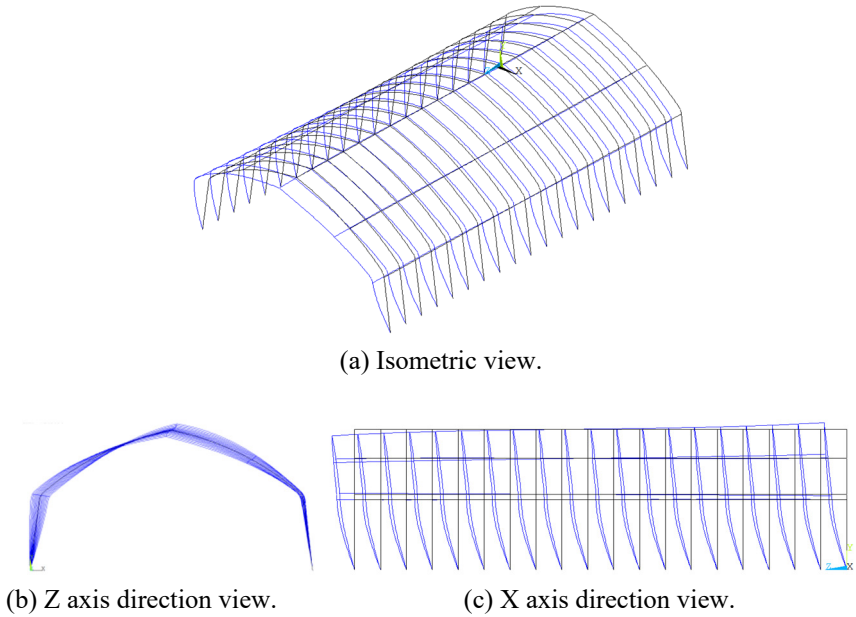 X
(a) Isometric view.
Y
X
Z
X
(b) Z axis direction view.
(c) X axis direction view.